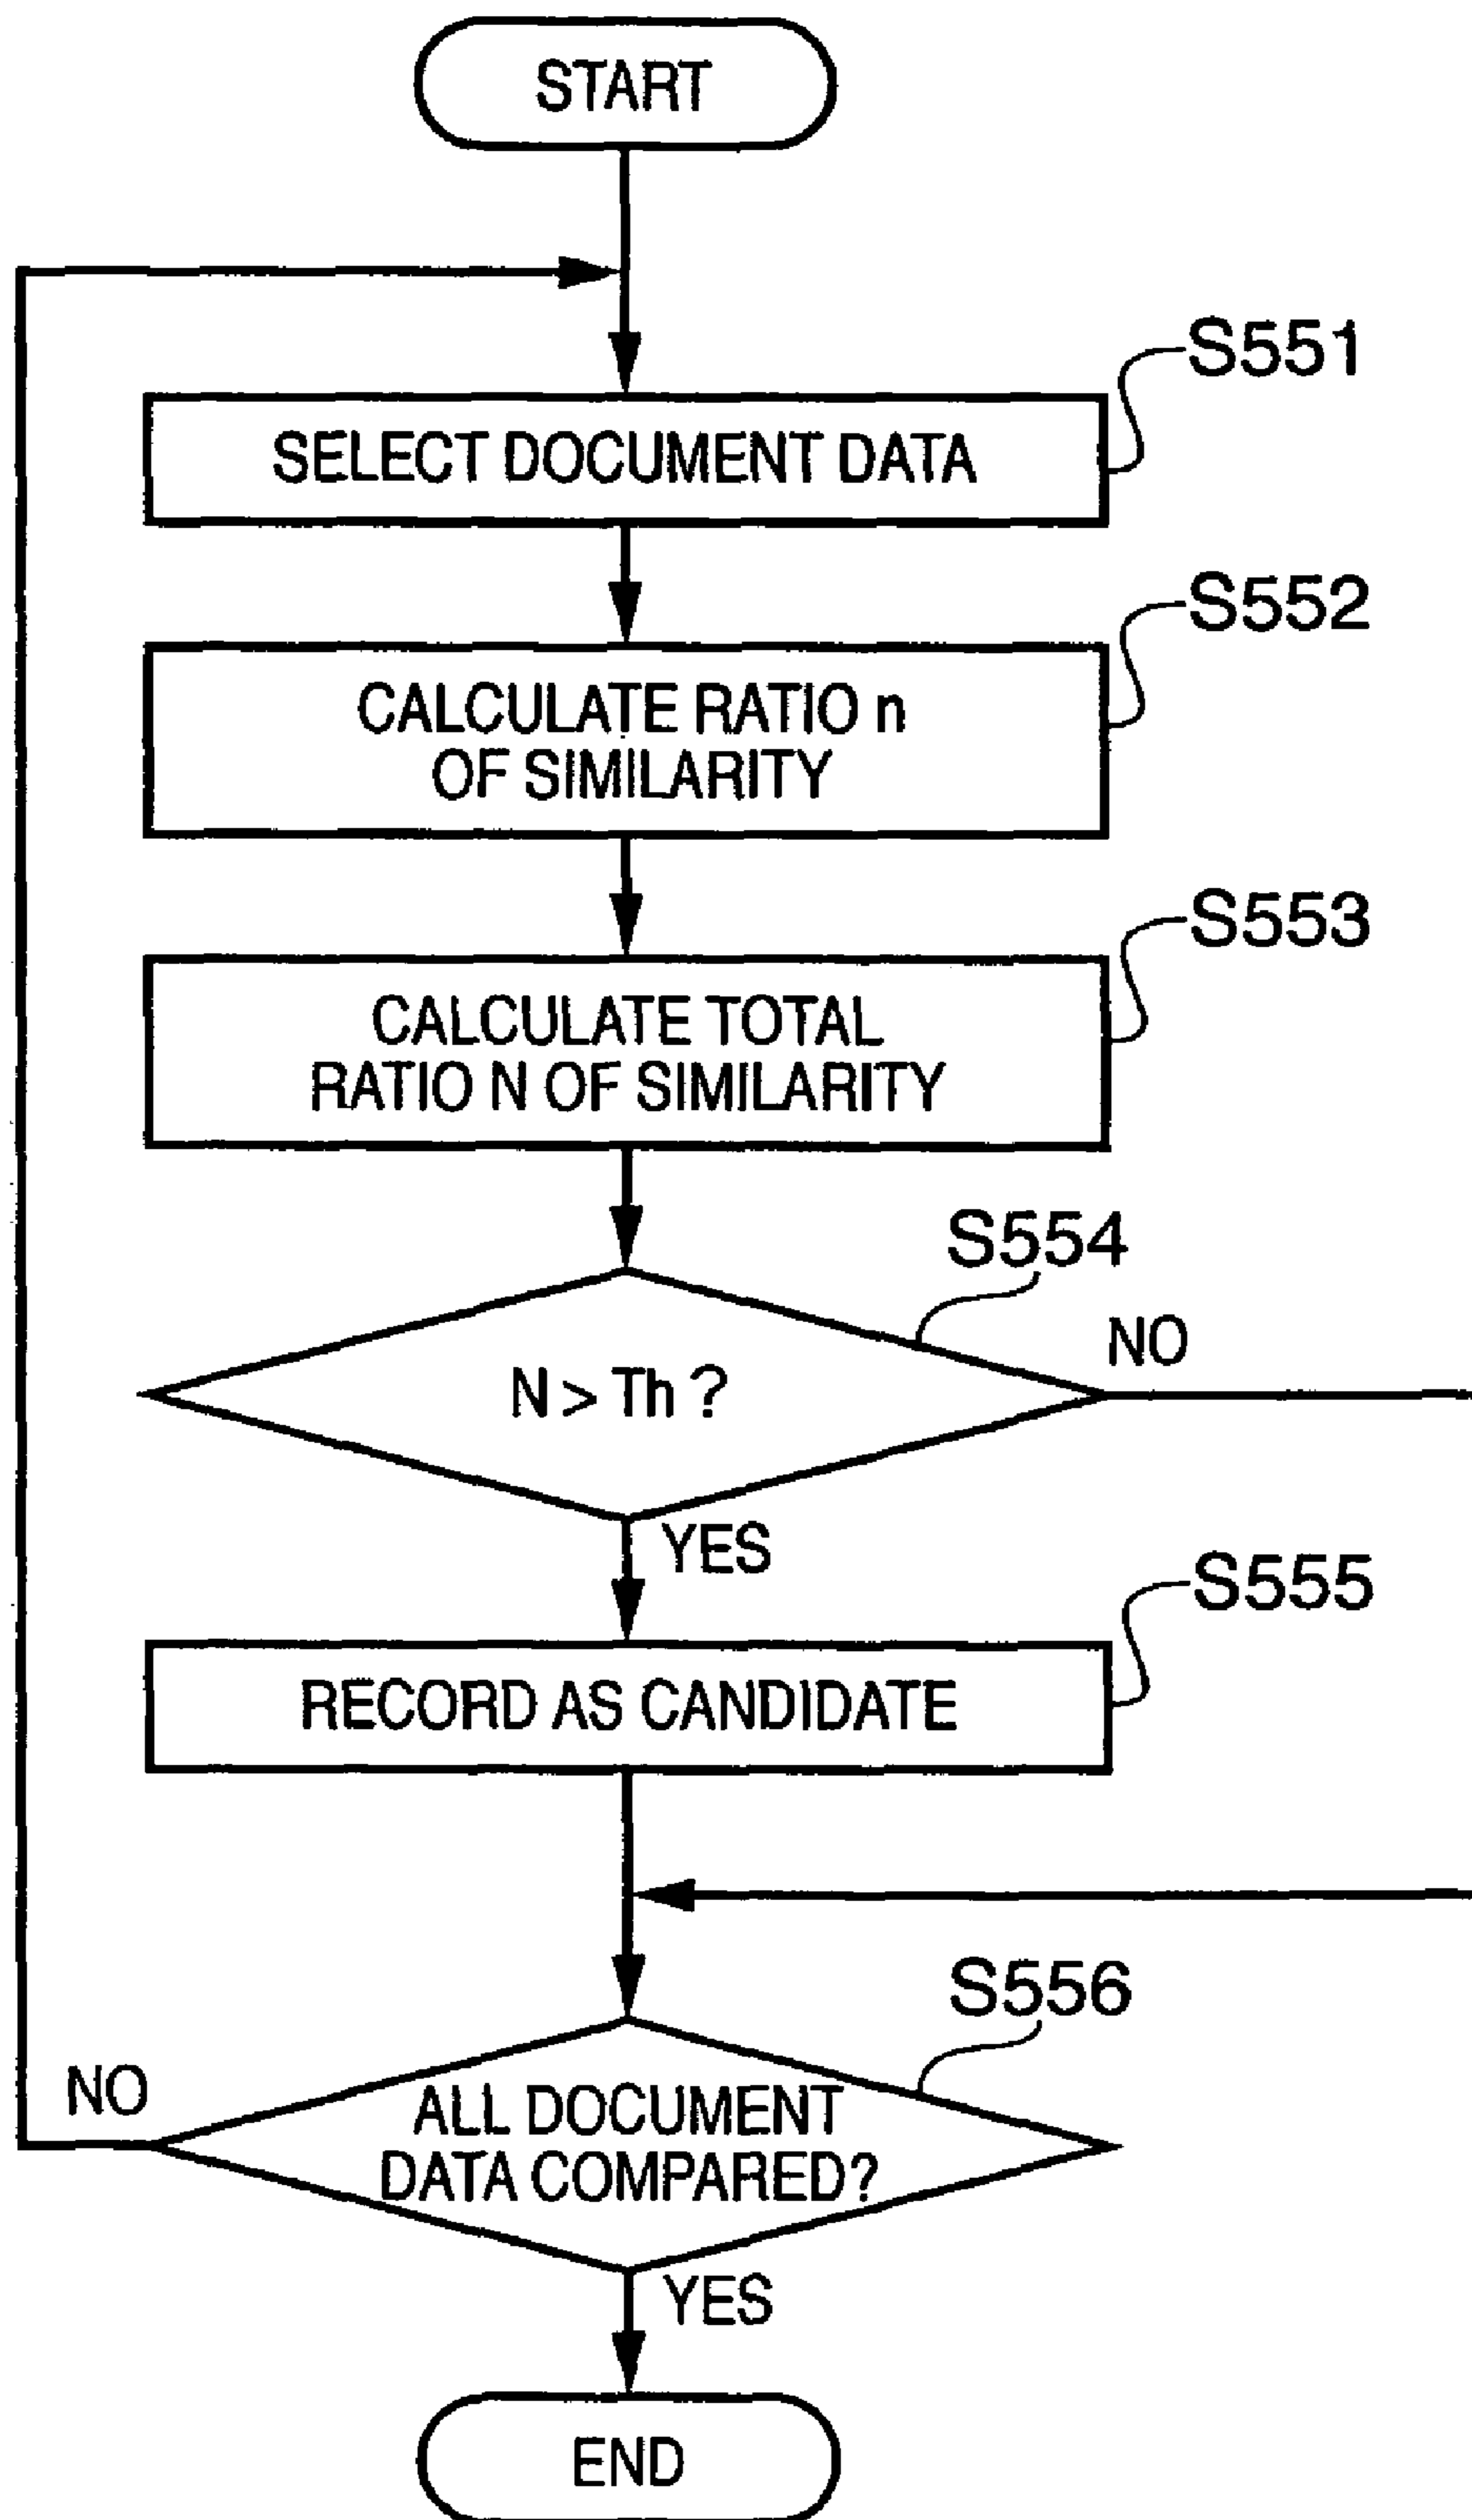 START
S551
SELECT DOCUMENT DATA
S552
CALCULATE RATIO n
OF SIMILARITY
S553
CALCULATE TOTAL
RATIO N OF SIMILARITY
S554
NO
N > Th ?
YES
S555
RECORD AS CANDIDATE
S556
NO
ALL DOCUMENT
DATA COMPARED?
YES
END